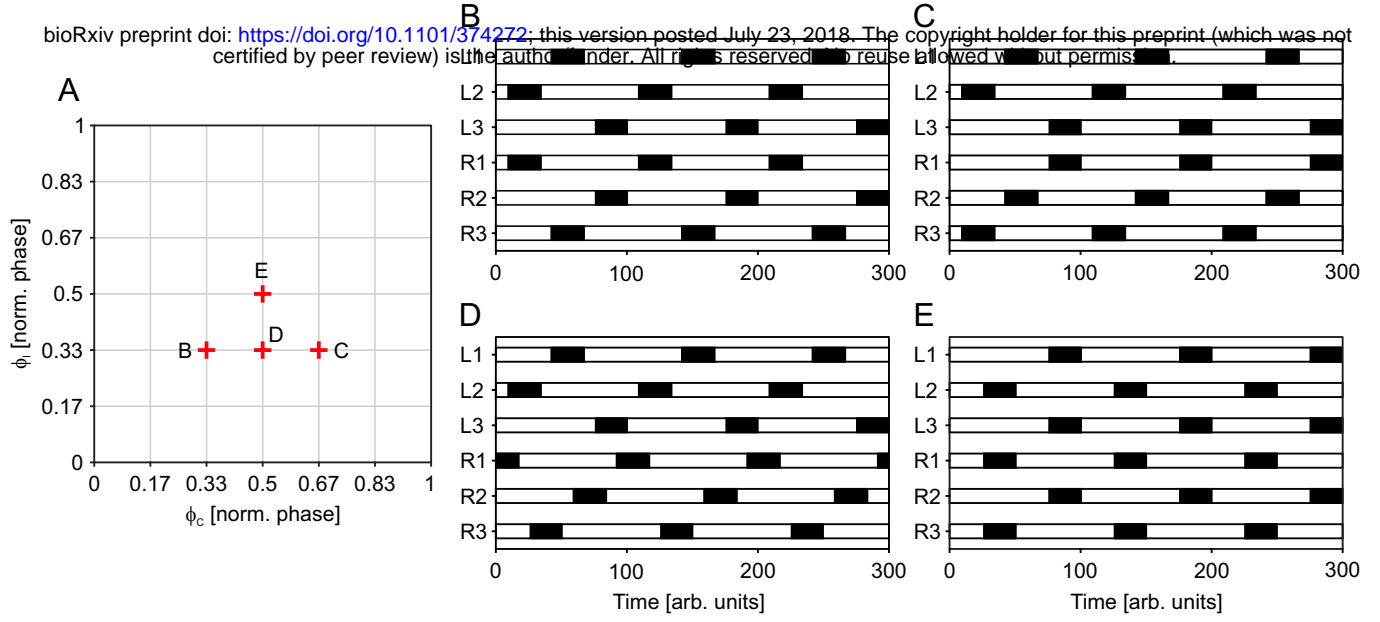 bioRxiv preprint doi: https://doi.org/10.1101/374272; this version posted July 23, 2018. The copyright holder for this preprint (which was not
certified by peer review) is the author/funder. All rights reserved. No reuse allowed without permission.
A
1
0.83
0.67
0.5
0.33
0.17
0
ϕi [norm. phase]
E
B
D
C
0 0.17 0.33 0.5 0.67 0.83 1
ϕc [norm. phase]
B
L1
L2
L3
R1
R2
R3
0 100 200 300
C
L1
L2
L3
R1
R2
R3
0 100 200 300
D
L1
L2
L3
R1
R2
R3
0 100 200 300
Time [arb. units]
E
L1
L2
L3
R1
R2
R3
0 100 200 300
Time [arb. units]